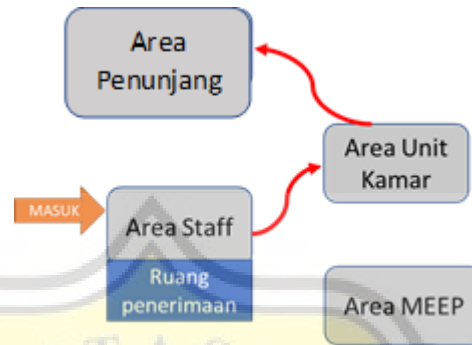 Area
Penunjang
Area Unit
Kamar
MASUK
Area Staff
Ruang
penerimaan
Area MEEP
T A S